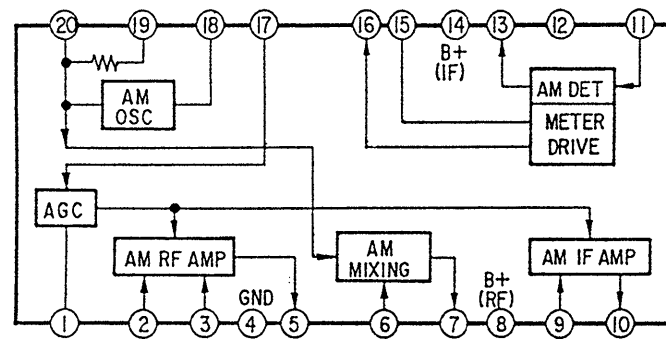 20 19 18 17 16 15 14 13 12 11
B+
(IF)
AM
OSC
AM DET
METER
DRIVE
AGC
AM RF AMP
AM
MIXING
AM IF AMP
GND
B+
(RF)
1 2 3 4 5 6 7 8 9 10